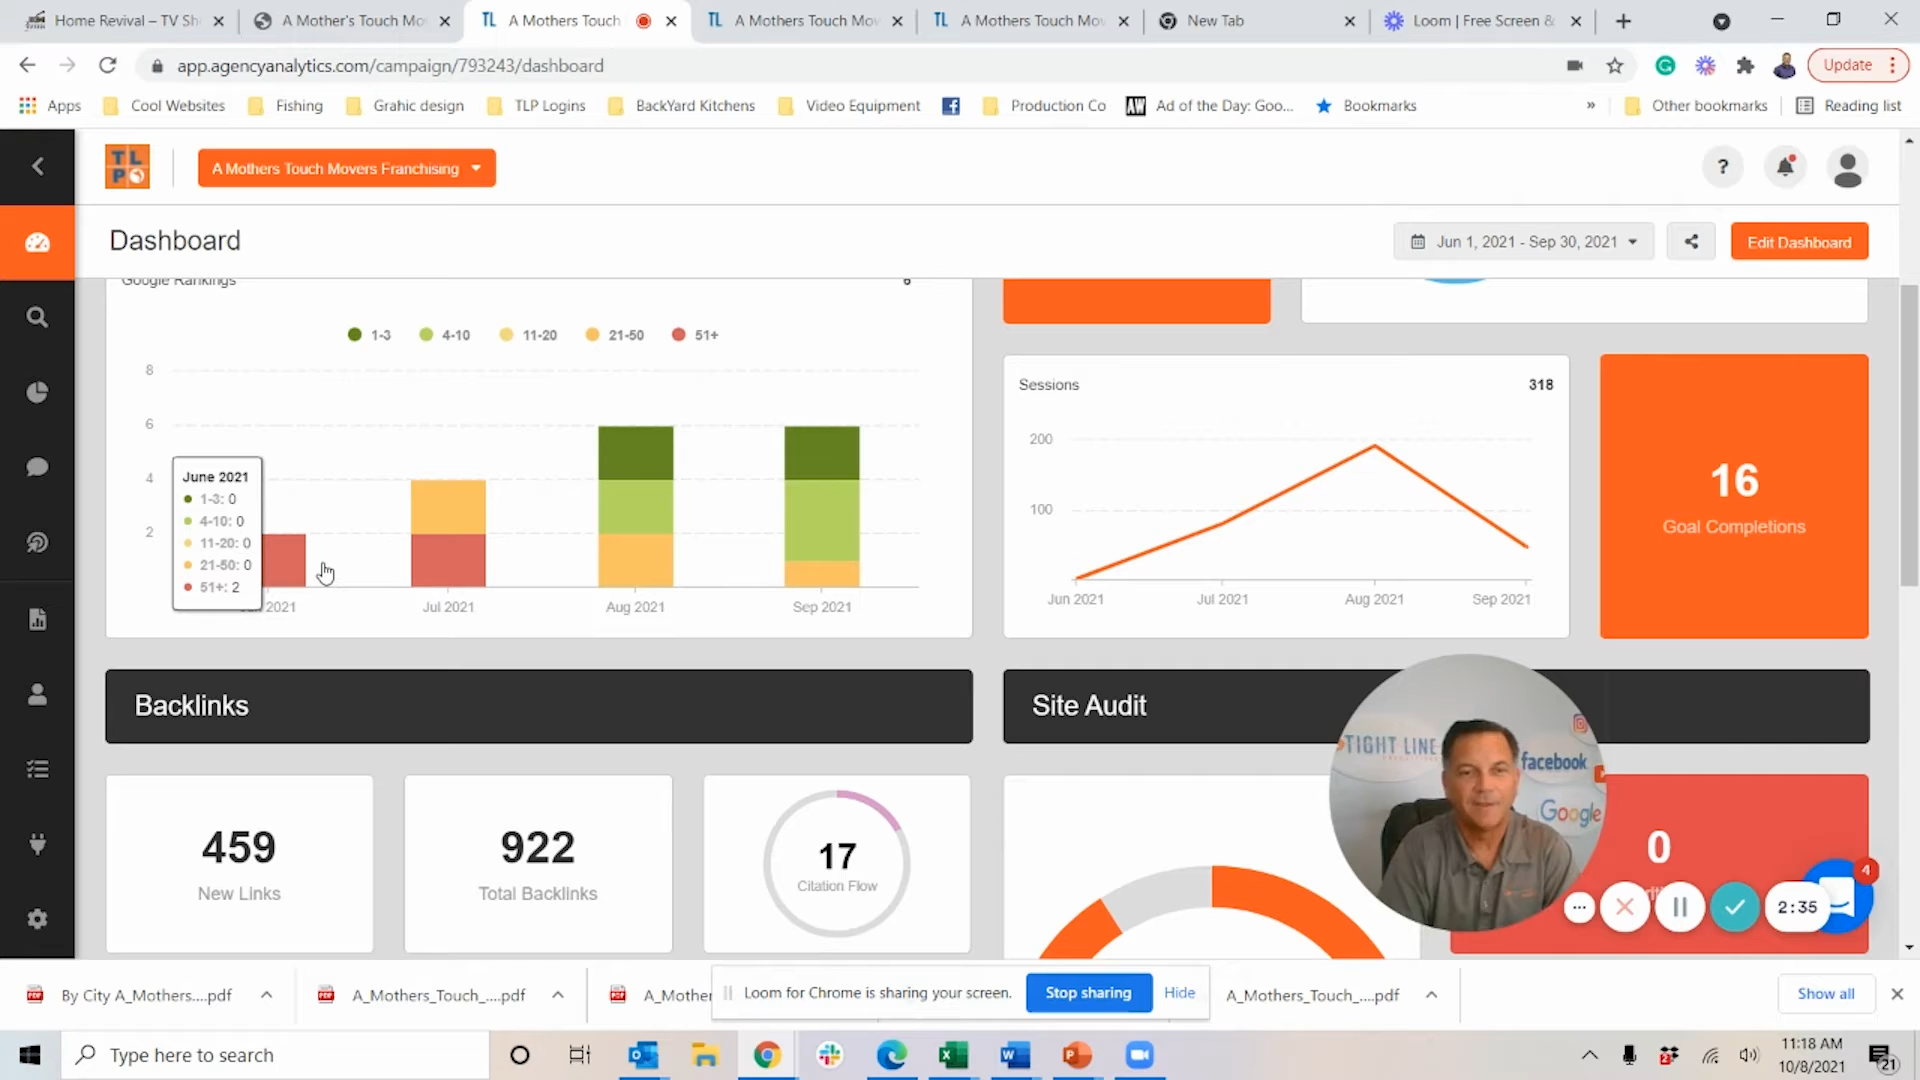 Home Revival – TV Sh
A Mother's Touch Mov
A Mothers Touch
A Mothers Touch Mov
A Mothers Touch Mov
New Tab
Loom | Free Screen &
app.agencyanalytics.com/campaign/793243/dashboard
Update
Apps
Cool Websites
Fishing
Grahic design
TLP Logins
BackYard Kitchens
Video Equipment
Production Co
AW
Ad of the Day: Goo...
Bookmarks
»
Other bookmarks
Reading list
TL
P
A Mothers Touch Movers Franchising
?
Dashboard
Jun 1, 2021 - Sep 30, 2021
Edit Dashboard
Google Rankings
6
1-3
4-10
11-20
21-50
51+
8
6
4
2
June 2021
1-3: 0
4-10: 0
11-20: 0
21-50: 0
51+: 2
2021
Jul 2021
Aug 2021
Sep 2021
Sessions
318
200
100
Jun 2021
Jul 2021
Aug 2021
Sep 2021
16
Goal Completions
Backlinks
Site Audit
459
New Links
922
Total Backlinks
17
Citation Flow
TIGHT LINE
facebook
Google
0
4
2:35
By City A_Mothers....pdf
A_Mothers_Touch_....pdf
A_Mother
Loom for Chrome is sharing your screen.
Stop sharing
Hide
A_Mothers_Touch_....pdf
Show all
Type here to search
11:18 AM
10/8/2021
21